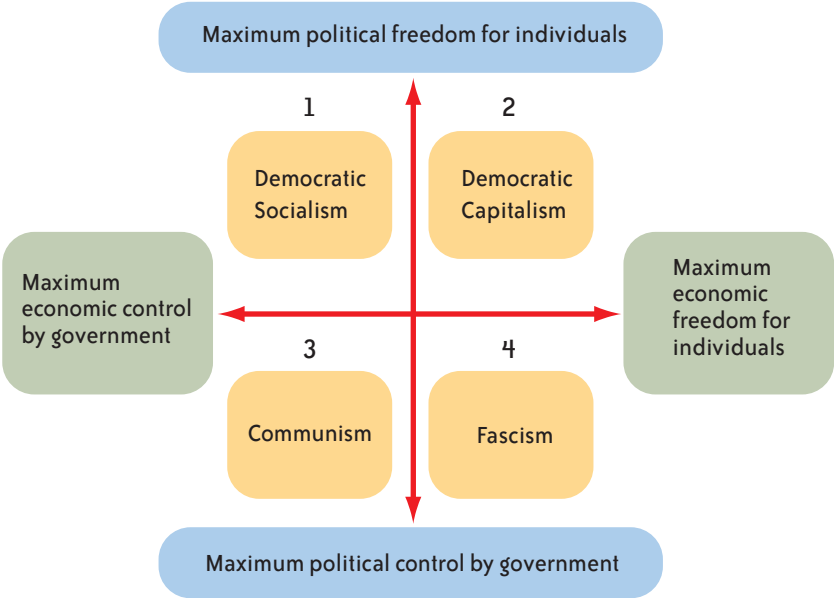 Maximum political freedom for individuals
1
2
Democratic
Socialism
Democratic
Capitalism
Maximum
economic control
by government
Maximum
economic
freedom for
individuals
3
4
Communism
Fascism
Maximum political control by government